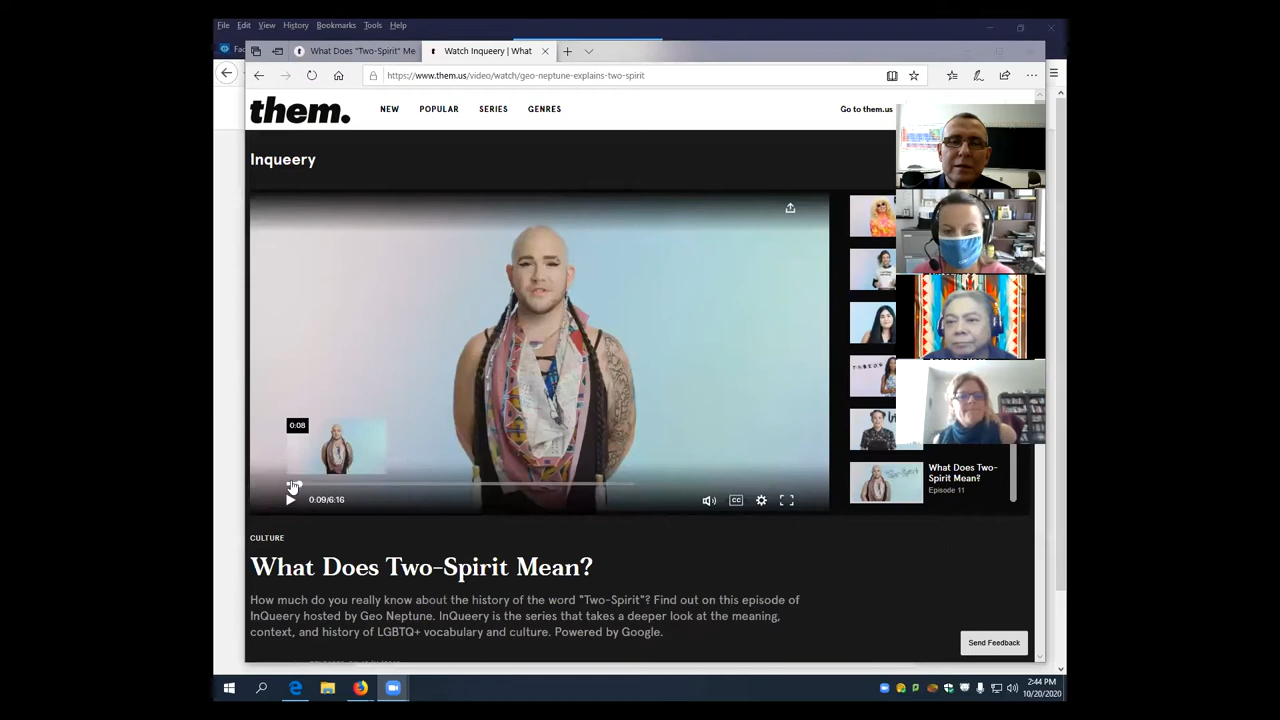 File Edit View History Bookmarks Tools Help
What Does "Two-Spirit" Me
Watch Inqueery | What
https://www.them.us/video/watch/geo-neptune-explains-two-spirit
them. NEW POPULAR SERIES GENRES Go to them.us
Inqueery
0:08
0:09/6:16
CC
What Does Two-
Spirit Mean?
Episode 11
CULTURE
What Does Two-Spirit Mean?
How much do you really know about the history of the word "Two-Spirit"? Find out on this episode of
InQueery hosted by Geo Neptune. InQueery is the series that takes a deeper look at the meaning,
context, and history of LGBTQ+ vocabulary and culture. Powered by Google.
Send Feedback
2:44 PM
10/20/2020